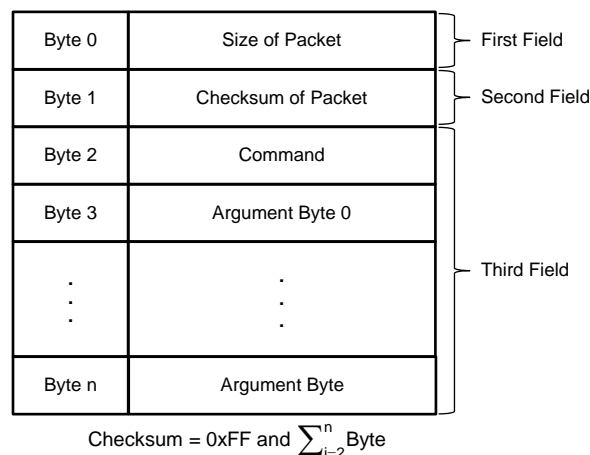 Byte 0 Size of Packet First Field
Byte 1 Checksum of Packet Second Field
Byte 2 Command
Byte 3 Argument Byte 0
Third Field
. .
. .
. .
Byte n Argument Byte
Checksum = 0xFF and ∑ⁿᵢ₌₂ Byte